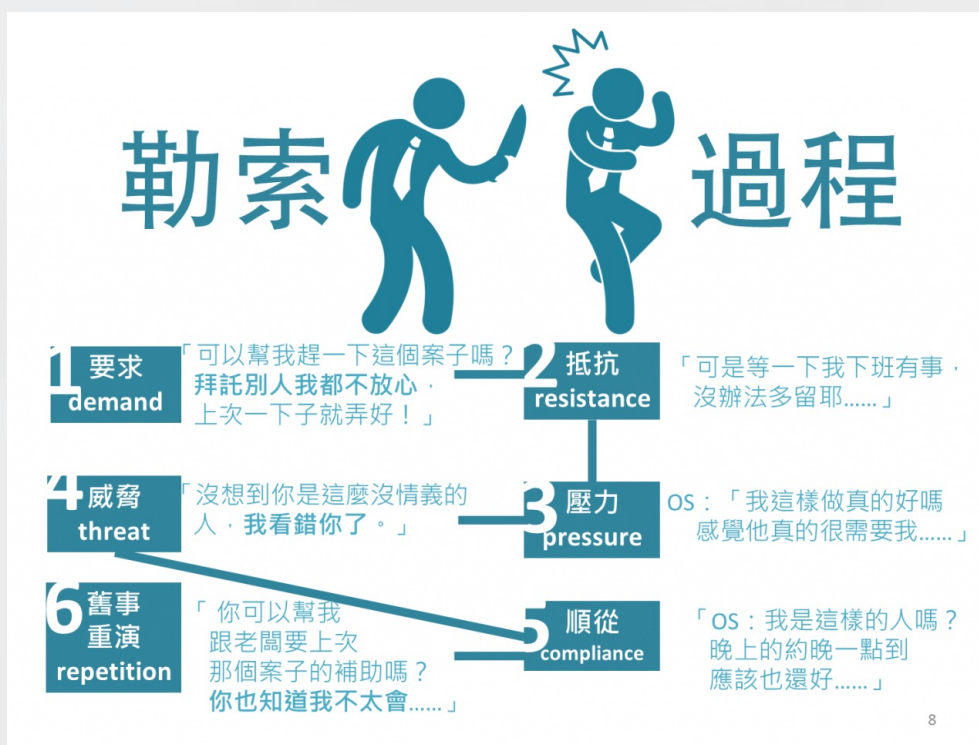 勒索過程
1 要求 demand
「可以幫我趕一下這個案子嗎？
拜託別人我都不放心，
上次一下子就弄好！」
2 抵抗 resistance
「可是等一下我下班有事，
沒辦法多留耶……」
3 壓力 pressure
OS：「我這樣做真的好嗎
感覺他真的很需要我……」
4 威脅 threat
「沒想到你是這麼沒情義的
人，我看錯你了。」
5 順從 compliance
「OS：我是這樣的人嗎？
晚上的約晚一點到
應該也還好……」
6 舊事
重演
repetition
「你可以幫我
跟老闆要上次
那個案子的補助嗎？
你也知道我不太會……」
8